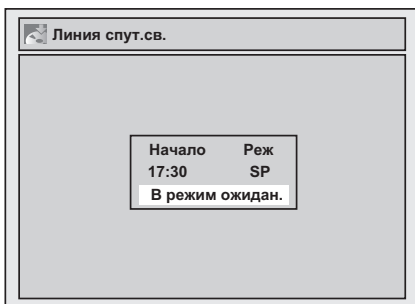 Линия спут.св.
Начало Реж
17:30 SP
В режим ожидан.